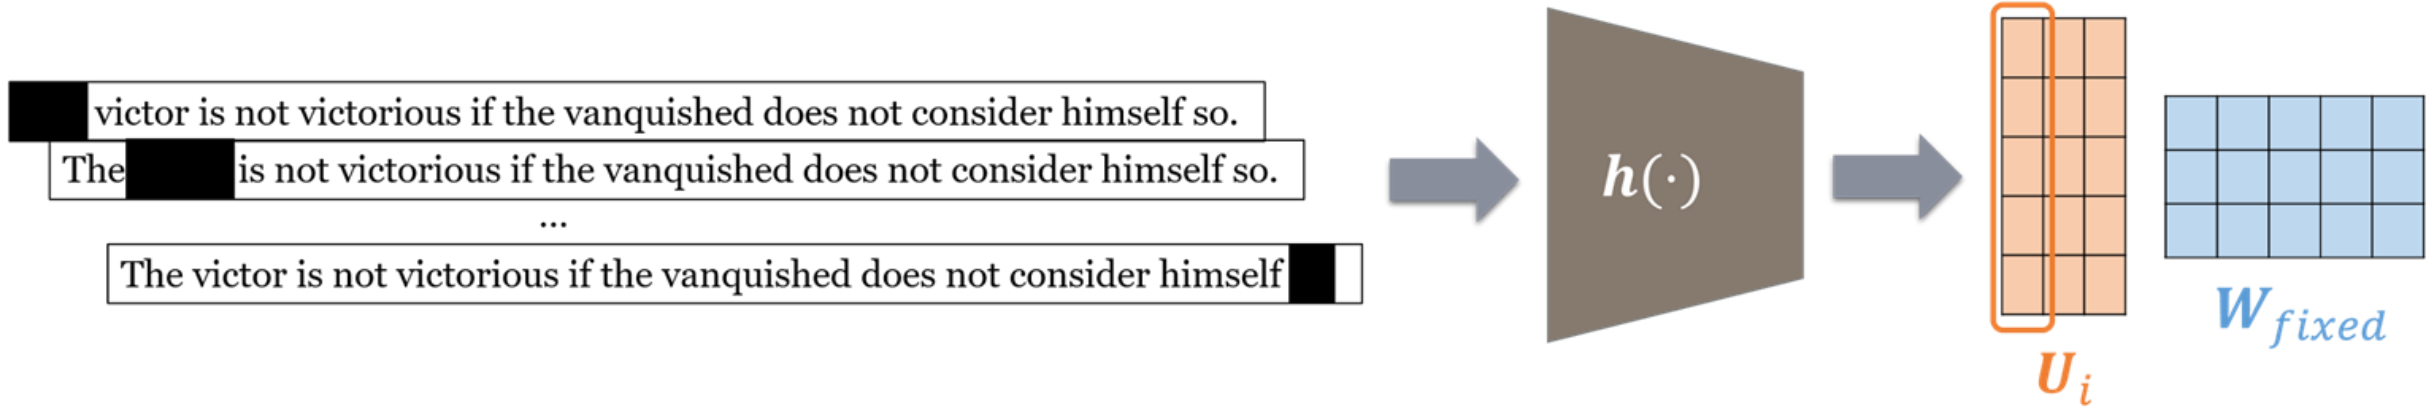 victor is not victorious if the vanquished does not consider himself so.
The is not victorious if the vanquished does not consider himself so.
...
The victor is not victorious if the vanquished does not consider himself
h(·)
U_i
W_fixed